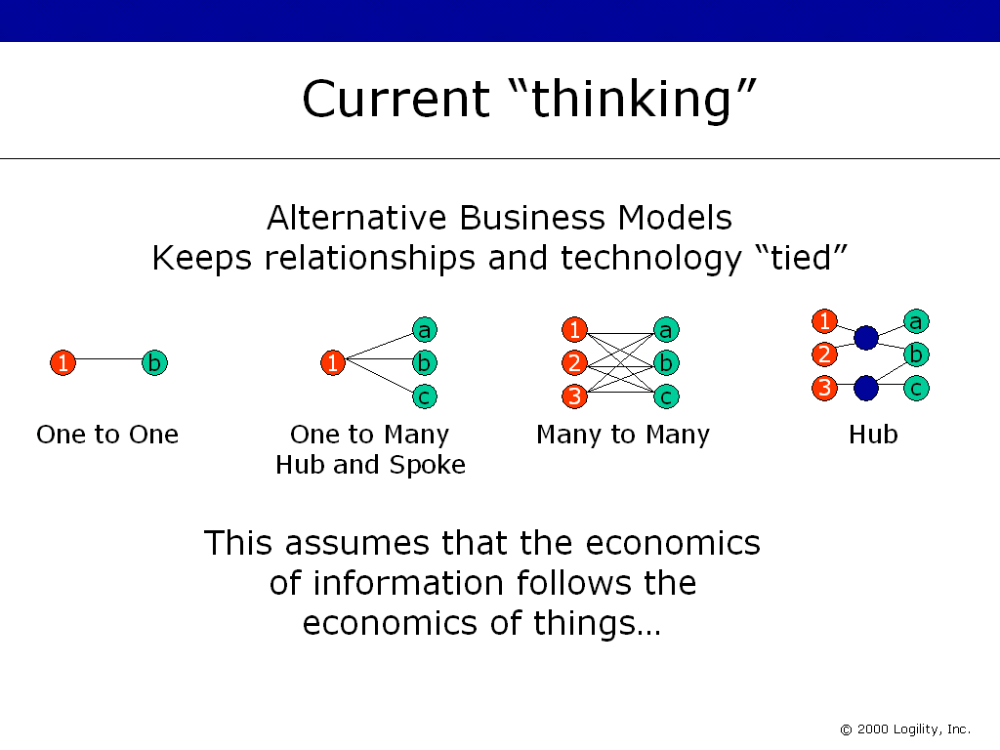 Current “thinking”
Alternative Business Models
Keeps relationships and technology “tied”
1 b
One to One
1 a b c
One to Many
Hub and Spoke
1 2 3 a b c
Many to Many
1 2 3 a b c
Hub
This assumes that the economics
of information follows the
economics of things…
© 2000 Logility, Inc.